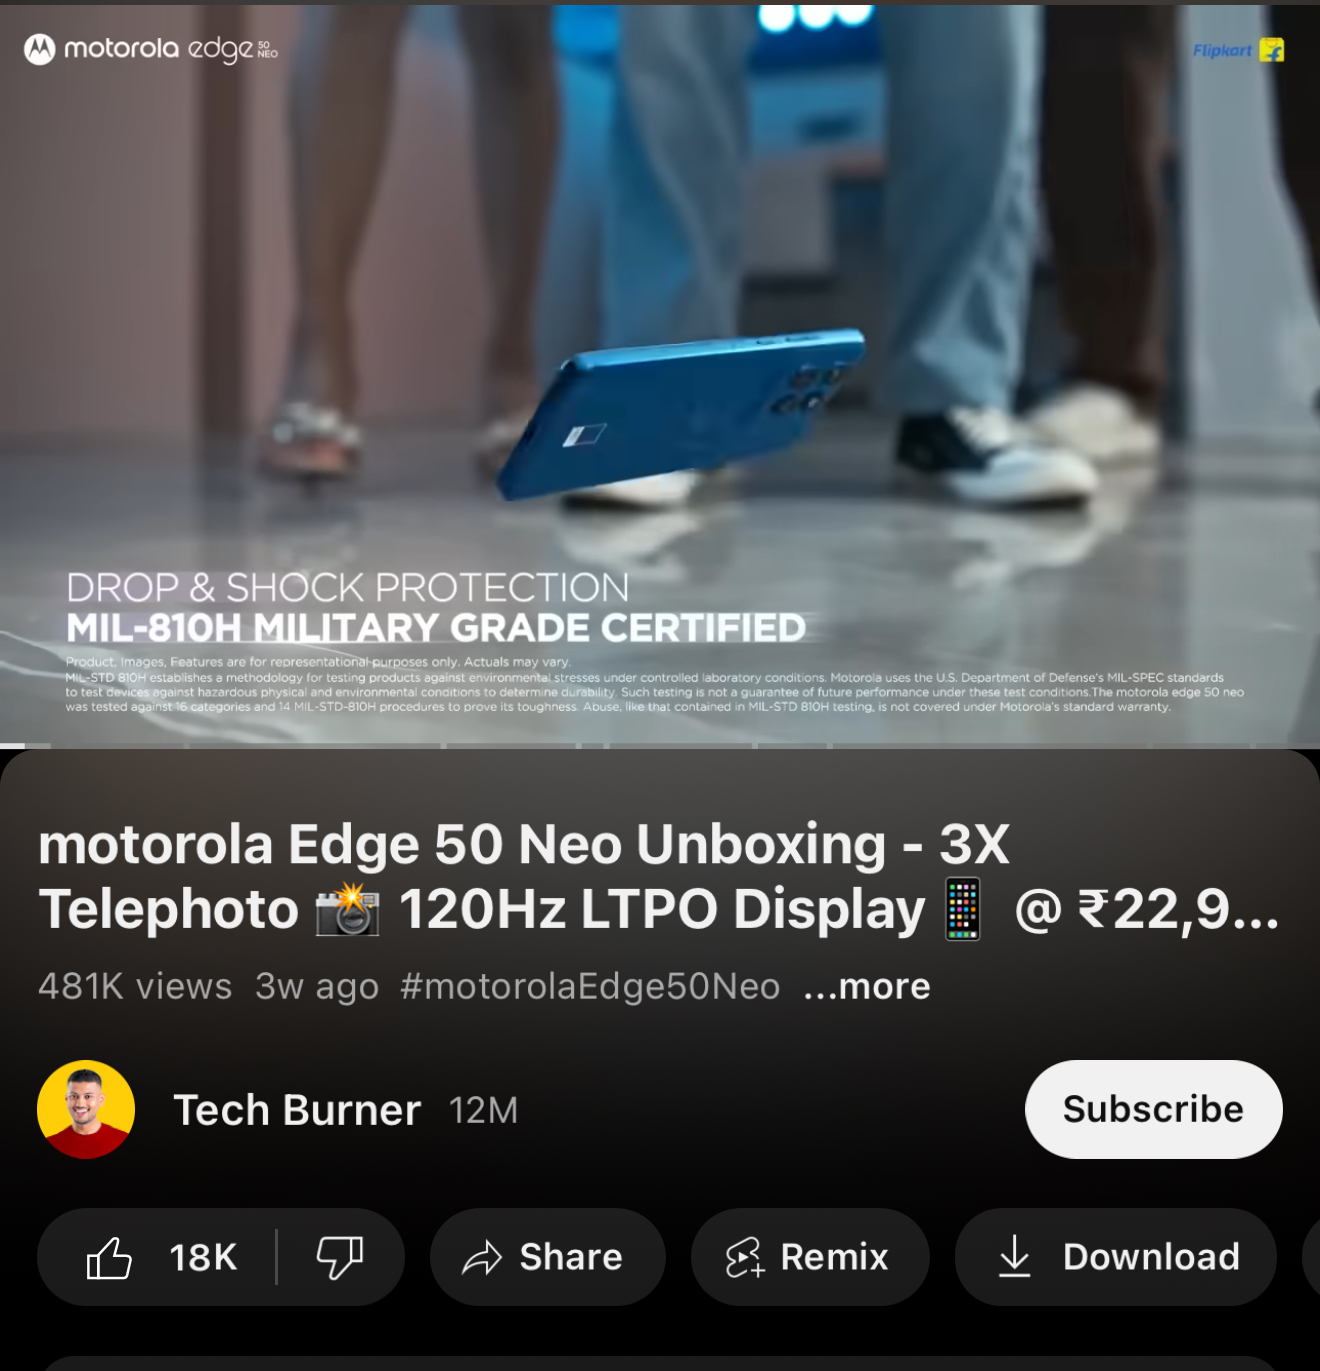 motorola edge 50 NEO
Flipkart
DROP & SHOCK PROTECTION
MIL-810H MILITARY GRADE CERTIFIED
Product, Images, Features are for representational purposes only. Actuals may vary.
MIL-STD 810H establishes a methodology for testing products against environmental stresses under controlled laboratory conditions. Motorola uses the U.S. Department of Defense's MIL-SPEC standards
to test devices against hazardous physical and environmental conditions to determine durability. Such testing is not a guarantee of future performance under these test conditions.The motorola edge 50 neo
was tested against 16 categories and 14 MIL-STD-810H procedures to prove its toughness. Abuse, like that contained in MIL-STD 810H testing, is not covered under Motorola's standard warranty.
motorola Edge 50 Neo Unboxing - 3X
Telephoto 📸 120Hz LTPO Display📱 @ ₹22,9...
481K views 3w ago #motorolaEdge50Neo ...more
Tech Burner 12M
Subscribe
18K
Share
Remix
Download